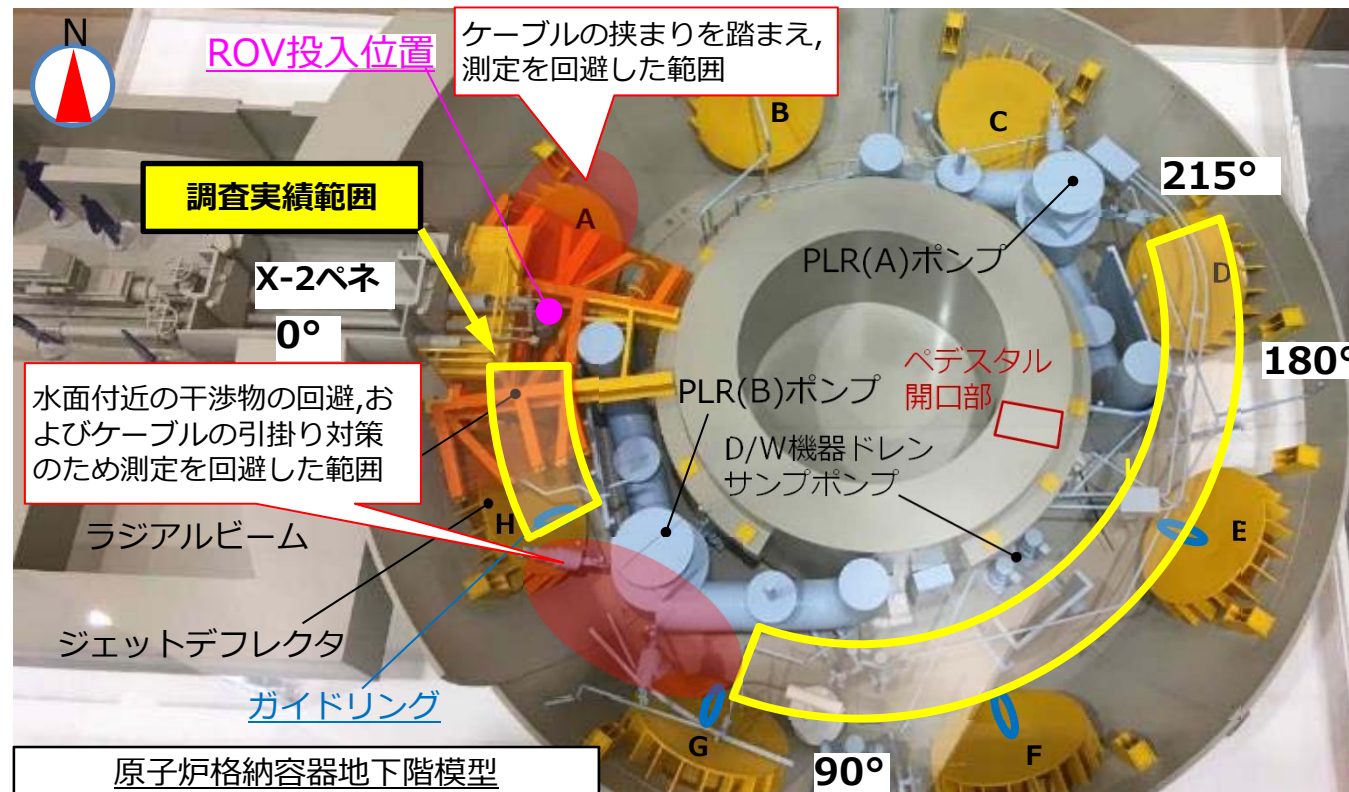 N
ROV投入位置
ケーブルの挟まりを踏まえ,
測定を回避した範囲
B
C
調査実績範囲
A
215°
X-2ペネ
0°
PLR(A)ポンプ
D
180°
水面付近の干渉物の回避,お
よびケーブルの引掛り対策
のため測定を回避した範囲
PLR(B)ポンプ
ペデスタル
開口部
D/W機器ドレン
サンプポンプ
ラジアルビーム
H
E
ジェットデフレクタ
ガイドリング
G
F
90°
原子炉格納容器地下階模型